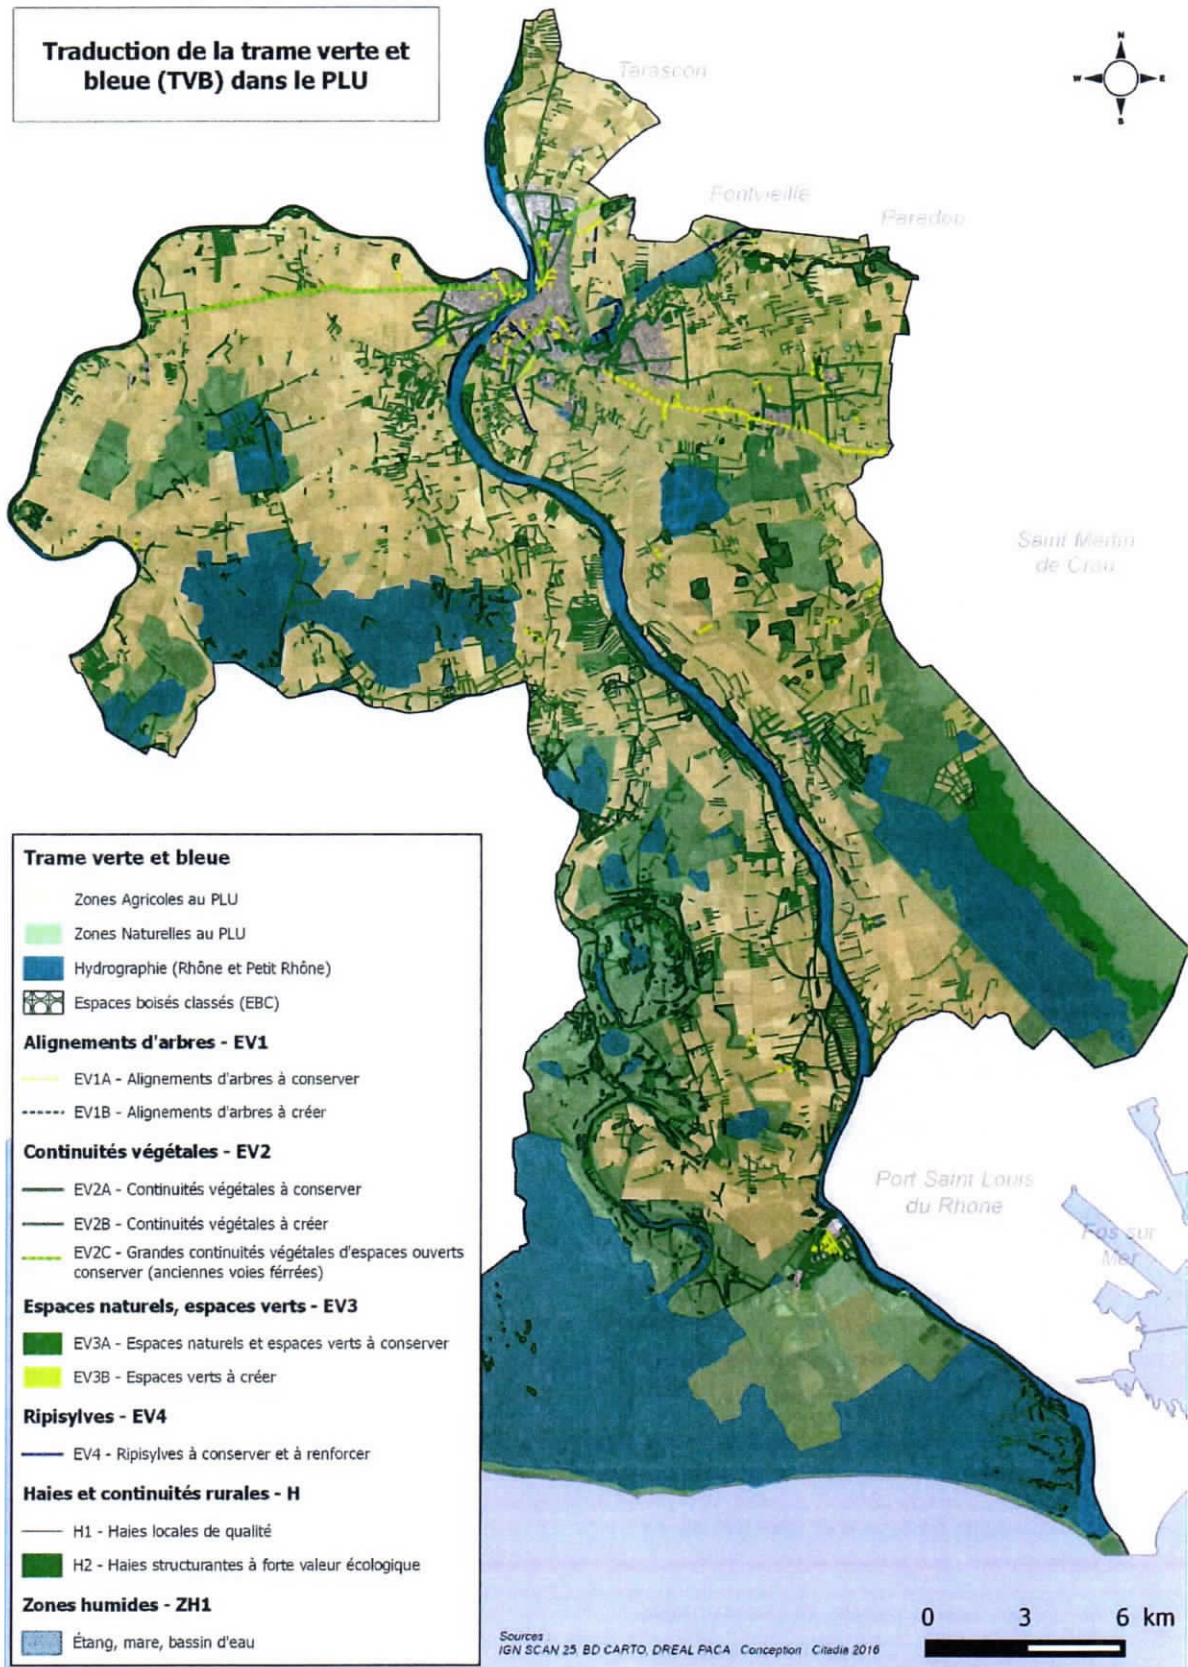 Traduction de la trame verte et
bleue (TVB) dans le PLU
N
W
E
S
Tarascon
Fontvieille
Paradou
Saint Martin
de Crau
Port Saint Louis
du Rhone
Fos sur
Mer
Trame verte et bleue
Zones Agricoles au PLU
Zones Naturelles au PLU
Hydrographie (Rhône et Petit Rhône)
Espaces boisés classés (EBC)
Alignements d'arbres - EV1
EV1A - Alignements d'arbres à conserver
EV1B - Alignements d'arbres à créer
Continuités végétales - EV2
EV2A - Continuités végétales à conserver
EV2B - Continuités végétales à créer
EV2C - Grandes continuités végétales d'espaces ouverts
conserver (anciennes voies férrées)
Espaces naturels, espaces verts - EV3
EV3A - Espaces naturels et espaces verts à conserver
EV3B - Espaces verts à créer
Ripisylves - EV4
EV4 - Ripisylves à conserver et à renforcer
Haies et continuités rurales - H
H1 - Haies locales de qualité
H2 - Haies structurantes à forte valeur écologique
Zones humides - ZH1
Étang, mare, bassin d'eau
Sources :
IGN SCAN 25, BD CARTO, DREAL PACA Conception : Citadia 2016
0 3 6 km